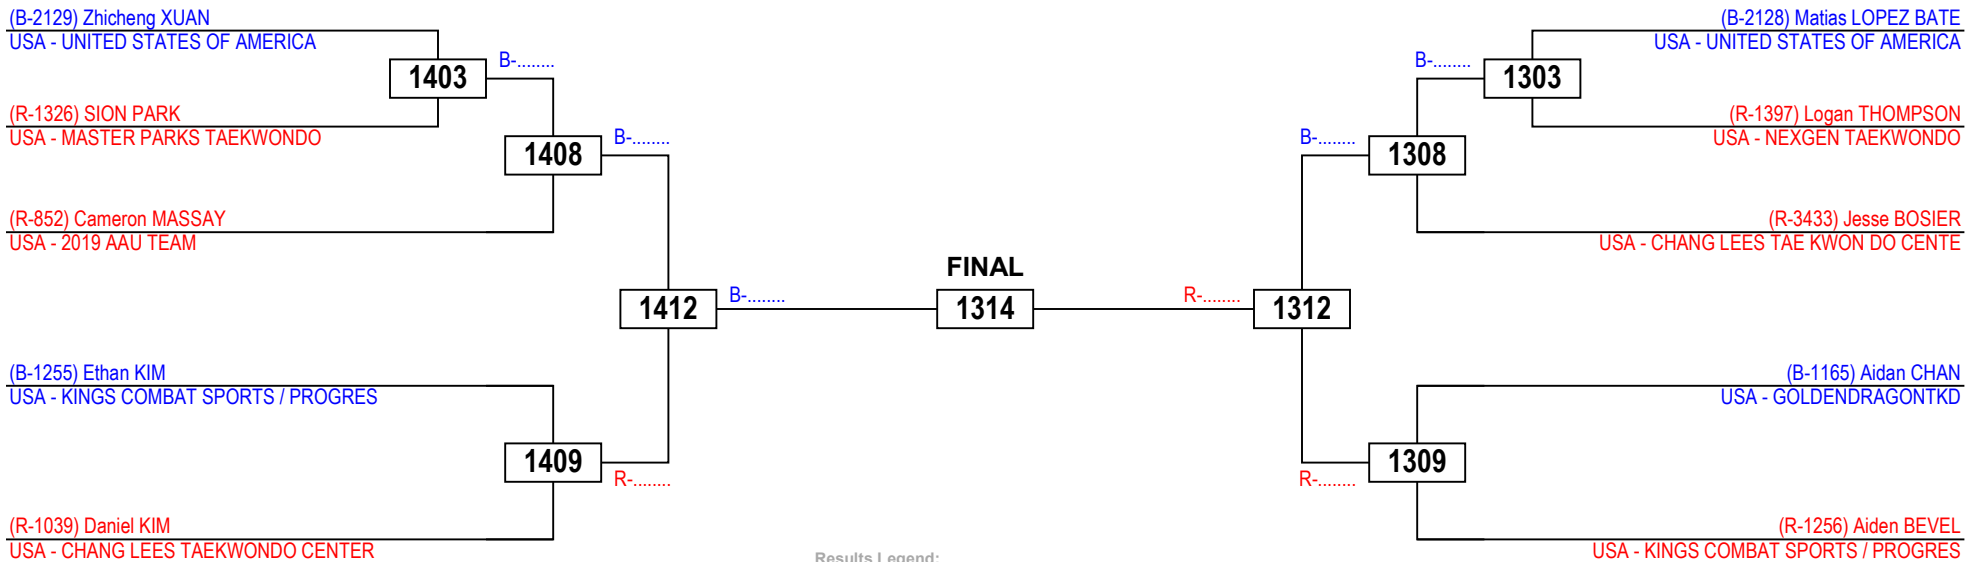 (B-2129) Zhicheng XUAN
USA - UNITED STATES OF AMERICA
B-........
1403
(R-1326) SION PARK
USA - MASTER PARKS TAEKWONDO
B-........
1408
(R-852) Cameron MASSAY
USA - 2019 AAU TEAM
1412
B-........
(B-1255) Ethan KIM
USA - KINGS COMBAT SPORTS / PROGRES
1409
R-........
(R-1039) Daniel KIM
USA - CHANG LEES TAEKWONDO CENTER
FINAL
1314
(B-2128) Matias LOPEZ BATE
USA - UNITED STATES OF AMERICA
B-........
1303
(R-1397) Logan THOMPSON
USA - NEXGEN TAEKWONDO
B-........
1308
(R-3433) Jesse BOSIER
USA - CHANG LEES TAE KWON DO CENTE
R-........
1312
(B-1165) Aidan CHAN
USA - GOLDENDRAGONTKD
1309
R-........
(R-1256) Aiden BEVEL
USA - KINGS COMBAT SPORTS / PROGRES
Results Legend: